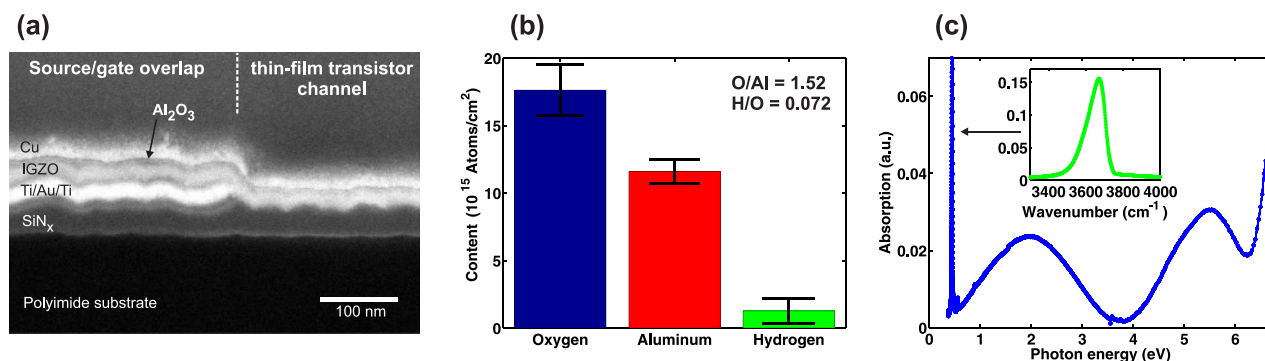 (a)
Source/gate overlap
thin-film transistor
channel
Al₂O₃
Cu
IGZO
Ti/Au/Ti
SiNₓ
Polyimide substrate
100 nm
(b)
Content (10 ¹⁵ Atoms/cm²)
20
15
10
5
0
O/Al = 1.52
H/O = 0.072
Oxygen
Aluminum
Hydrogen
(c)
Absorption (a.u.)
0.06
0.04
0.02
0
0
1
2
3
4
5
6
Photon energy (eV)
0.15
0.1
0.05
0
3400
3600
3800
4000
Wavenumber (cm⁻¹)